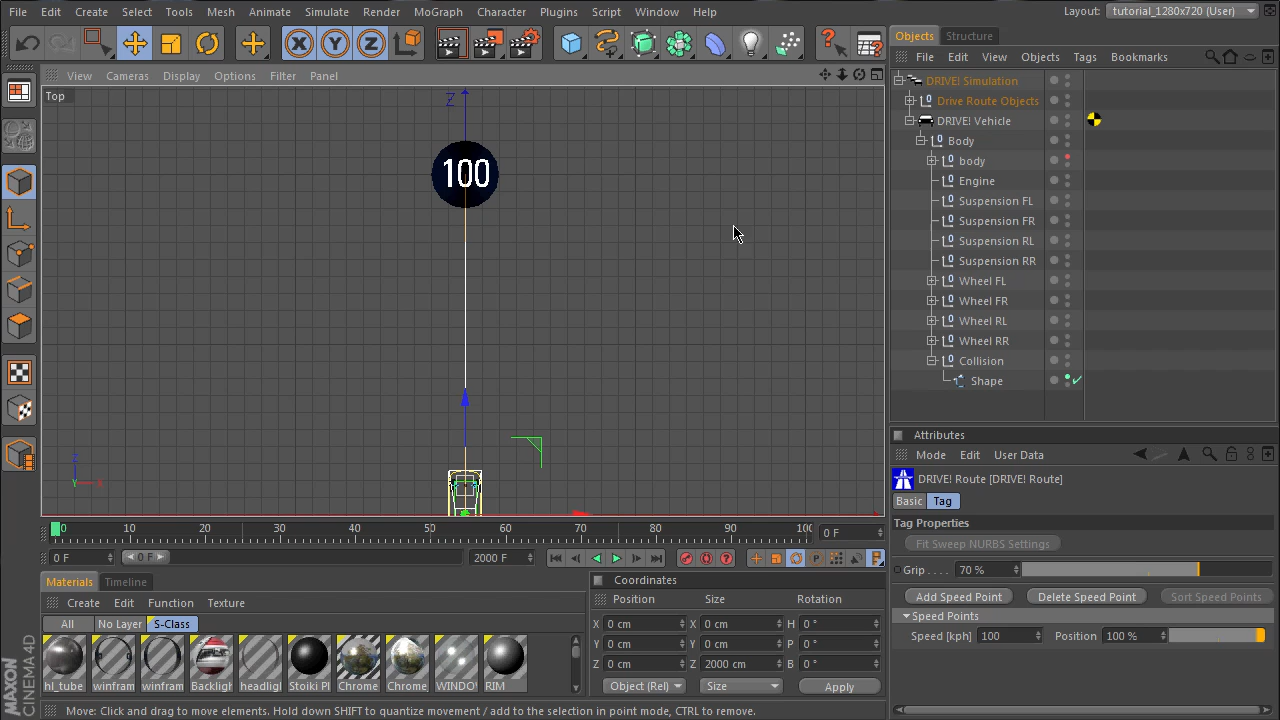 File Edit Create Select Tools Mesh Animate Simulate Render MoGraph Character Plugins Script Window Help
Layout: tutorial_1280x720 (User)
X Y Z
Objects Structure
File Edit View Objects Tags Bookmarks
View Cameras Display Options Filter Panel
Top
Z
100
Z
Y X
DRIVE! Simulation
Drive Route Objects
DRIVE! Vehicle
Body
body
Engine
Suspension FL
Suspension FR
Suspension RL
Suspension RR
Wheel FL
Wheel FR
Wheel RL
Wheel RR
Collision
Shape
Attributes
Mode Edit User Data
DRIVE! Route [DRIVE! Route]
Basic Tag
Tag Properties
Fit Sweep NURBS Settings
Grip . . . . 70 %
Add Speed Point Delete Speed Point Sort Speed Points
Speed Points
Speed [kph] 100 Position 100 %
0 10 20 30 40 50 60 70 80 90 100 0 F
0 F 0 F 2000 F
Materials Timeline
Create Edit Function Texture
All No Layer S-Class
hl_tube winfram winfram Backligh headligl Stoiki Pl Chrome Chrome WINDO RIM
Coordinates
Position Size Rotation
X 0 cm X 0 cm H 0 °
Y 0 cm Y 0 cm P 0 °
Z 0 cm Z 2000 cm B 0 °
Object (Rel) Size Apply
MAXON
CINEMA 4D
Move: Click and drag to move elements. Hold down SHIFT to quantize movement / add to the selection in point mode, CTRL to remove.